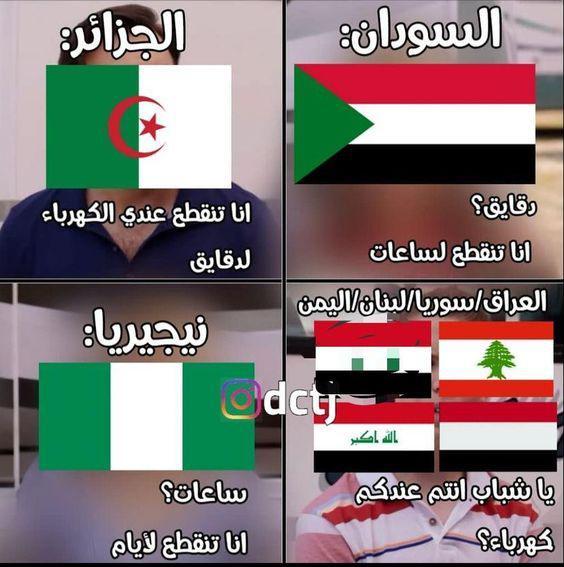 الجزائر:
انا تنقطع عندي الكهرباء
لدقايق
السودان:
دقايق؟
انا تنقطع لساعات
نيجيريا:
ساعات؟
انا تنقطع لأيام
العراق/سوريا/لبنان/اليمن
الله اكبر
يا شباب انتم عندكم
كهرباء؟
dctj